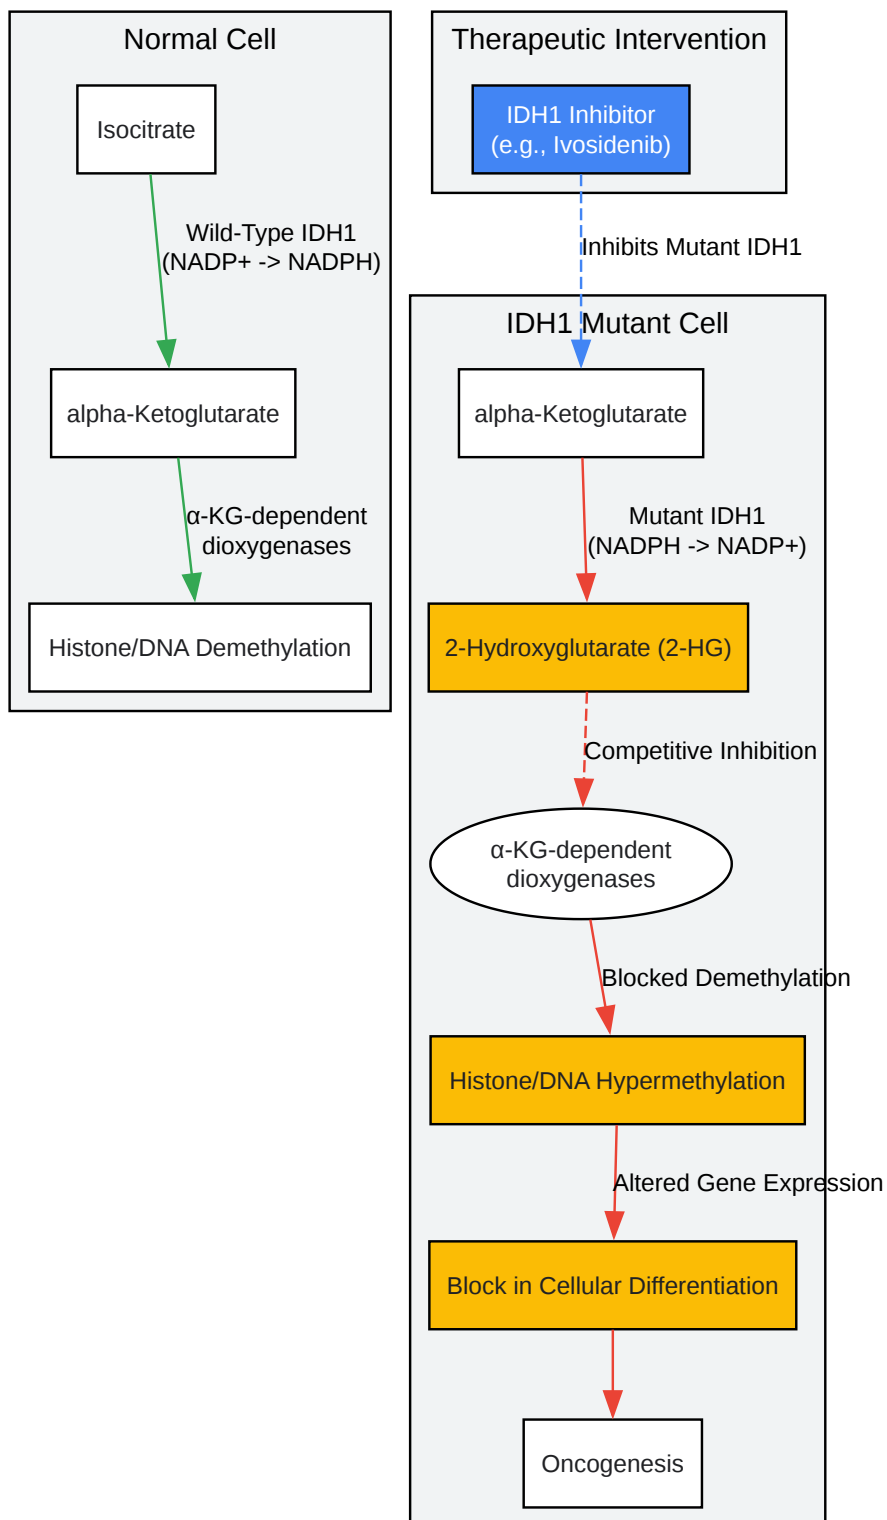 Normal Cell
Isocitrate
Wild-Type IDH1
(NADP+ -> NADPH)
alpha-Ketoglutarate
α-KG-dependent
dioxygenases
Histone/DNA Demethylation
Therapeutic Intervention
IDH1 Inhibitor
(e.g., Ivosidenib)
Inhibits Mutant IDH1
IDH1 Mutant Cell
alpha-Ketoglutarate
Mutant IDH1
(NADPH -> NADP+)
2-Hydroxyglutarate (2-HG)
Competitive Inhibition
α-KG-dependent
dioxygenases
Blocked Demethylation
Histone/DNA Hypermethylation
Altered Gene Expression
Block in Cellular Differentiation
Oncogenesis